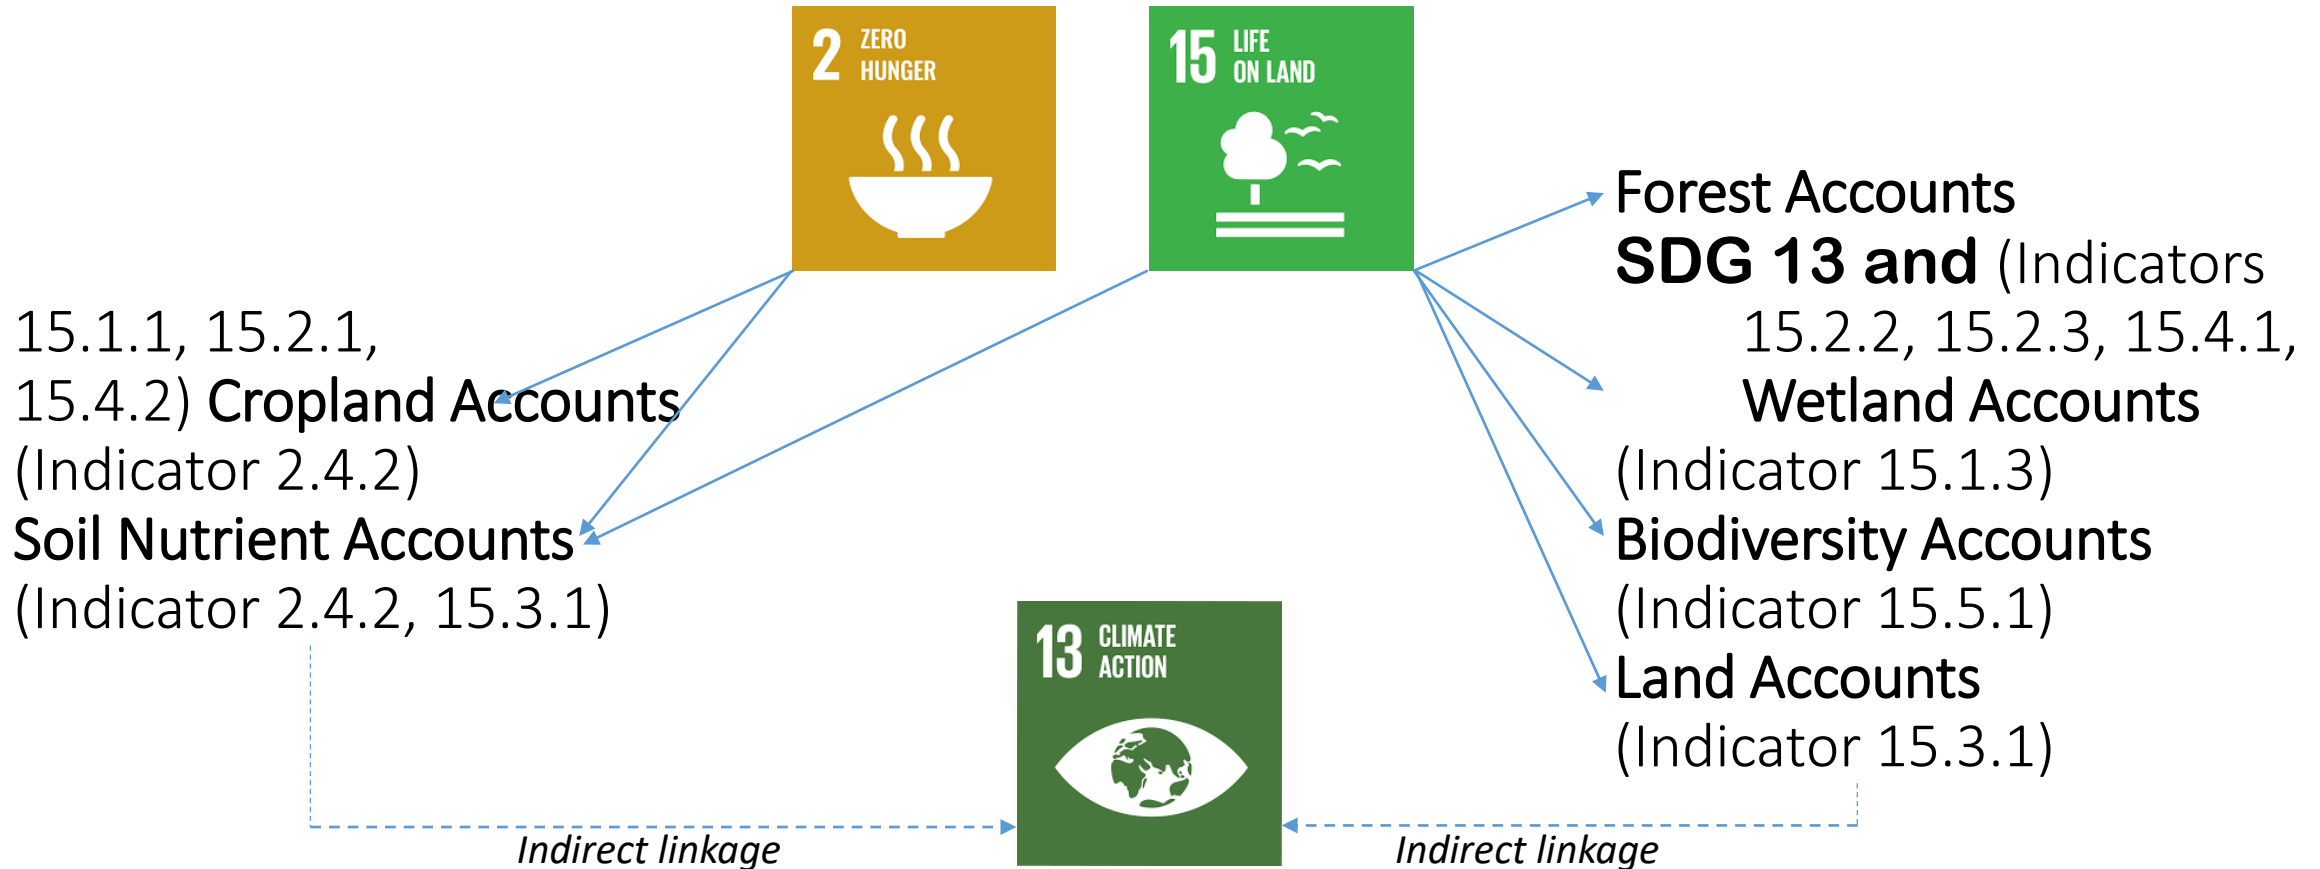 2 ZERO
HUNGER
15 LIFE
ON LAND
15.1.1, 15.2.1,
15.4.2) Cropland Accounts
(Indicator 2.4.2)
Soil Nutrient Accounts
(Indicator 2.4.2, 15.3.1)
Forest Accounts
SDG 13 and (Indicators
15.2.2, 15.2.3, 15.4.1,
Wetland Accounts
(Indicator 15.1.3)
Biodiversity Accounts
(Indicator 15.5.1)
Land Accounts
(Indicator 15.3.1)
13 CLIMATE
ACTION
Indirect linkage
Indirect linkage